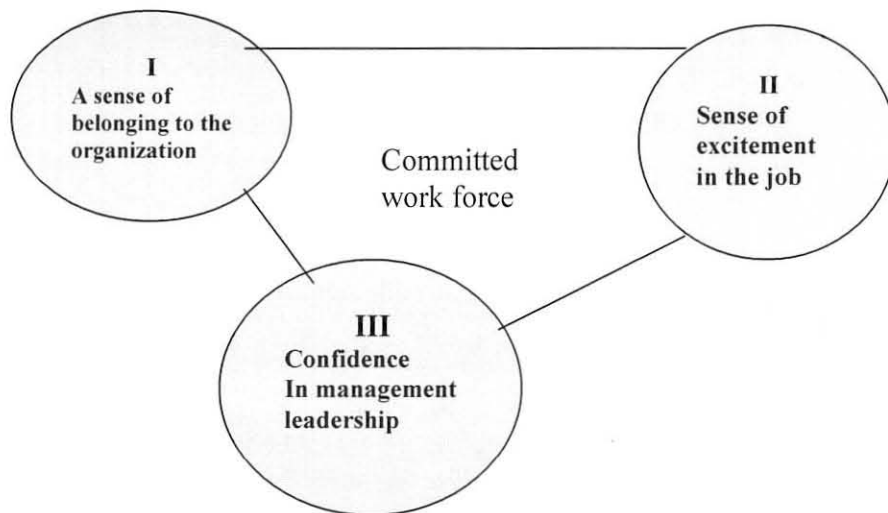 I
A sense of
belonging to the
organization
II
Sense of
excitement
in the job
Committed
work force
III
Confidence
In management
leadership